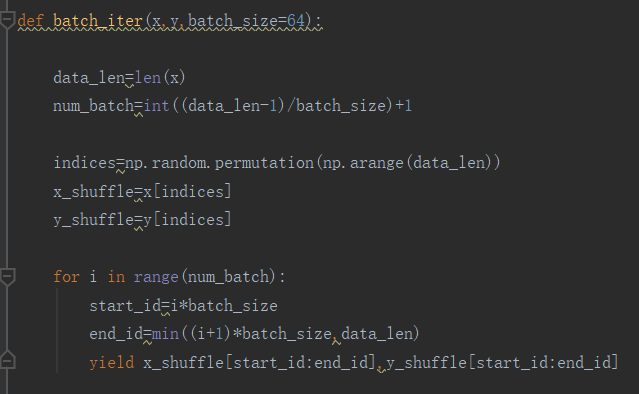 def batch_iter(x,y,batch_size=64):
data_len=len(x)
num_batch=int((data_len-1)/batch_size)+1
indices=np.random.permutation(np.arange(data_len))
x_shuffle=x[indices]
y_shuffle=y[indices]
for i in range(num_batch):
start_id=i*batch_size
end_id=min((i+1)*batch_size,data_len)
yield x_shuffle[start_id:end_id],y_shuffle[start_id:end_id]